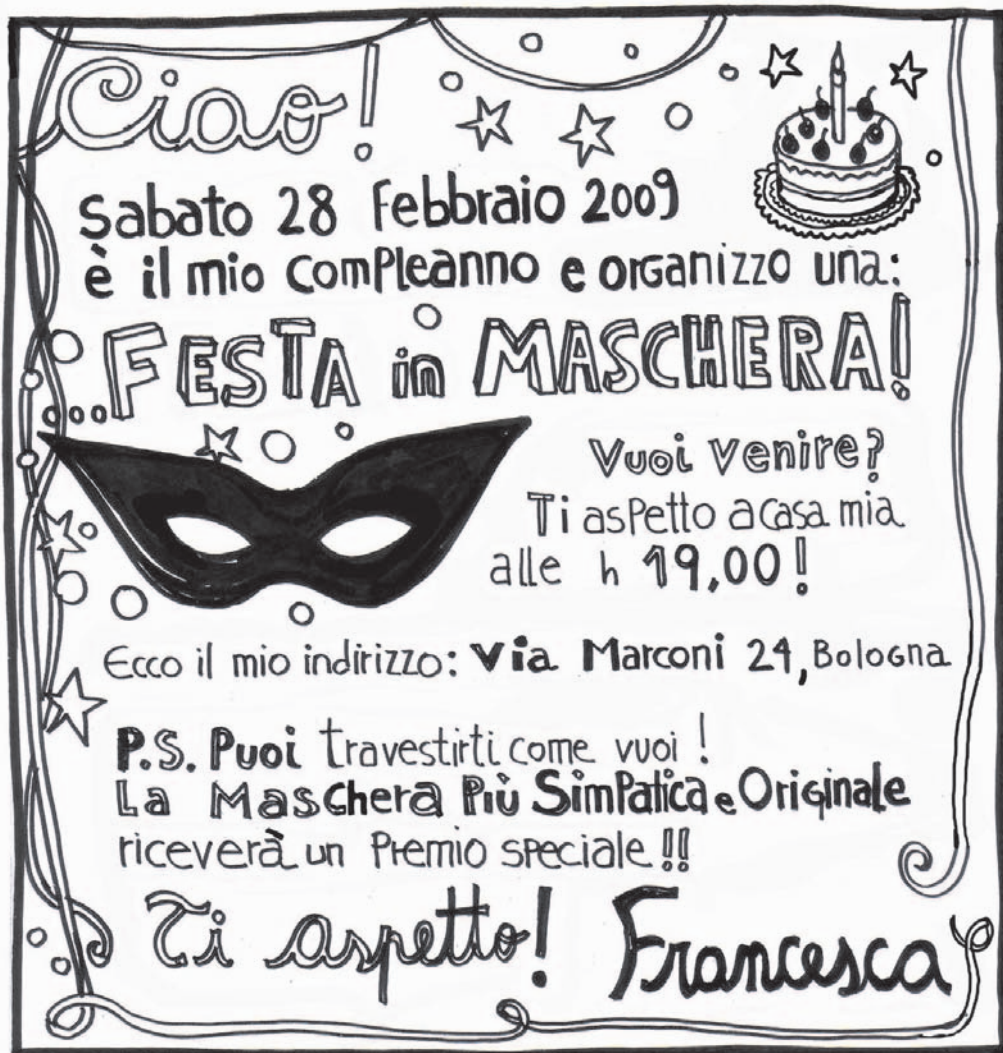 Ciao!
Sabato 28 Febbraio 2009
è il mio compleanno e organizzo una:
...FESTA in MASCHERA!
Vuoi venire?
Ti aspetto a casa mia
alle h 19,00!
Ecco il mio indirizzo: Via Marconi 24, Bologna
P.S. Puoi travestirti come vuoi!
La Maschera Più Simpatica e Originale
riceverà un Premio speciale!!
Ti aspetto! Francesca